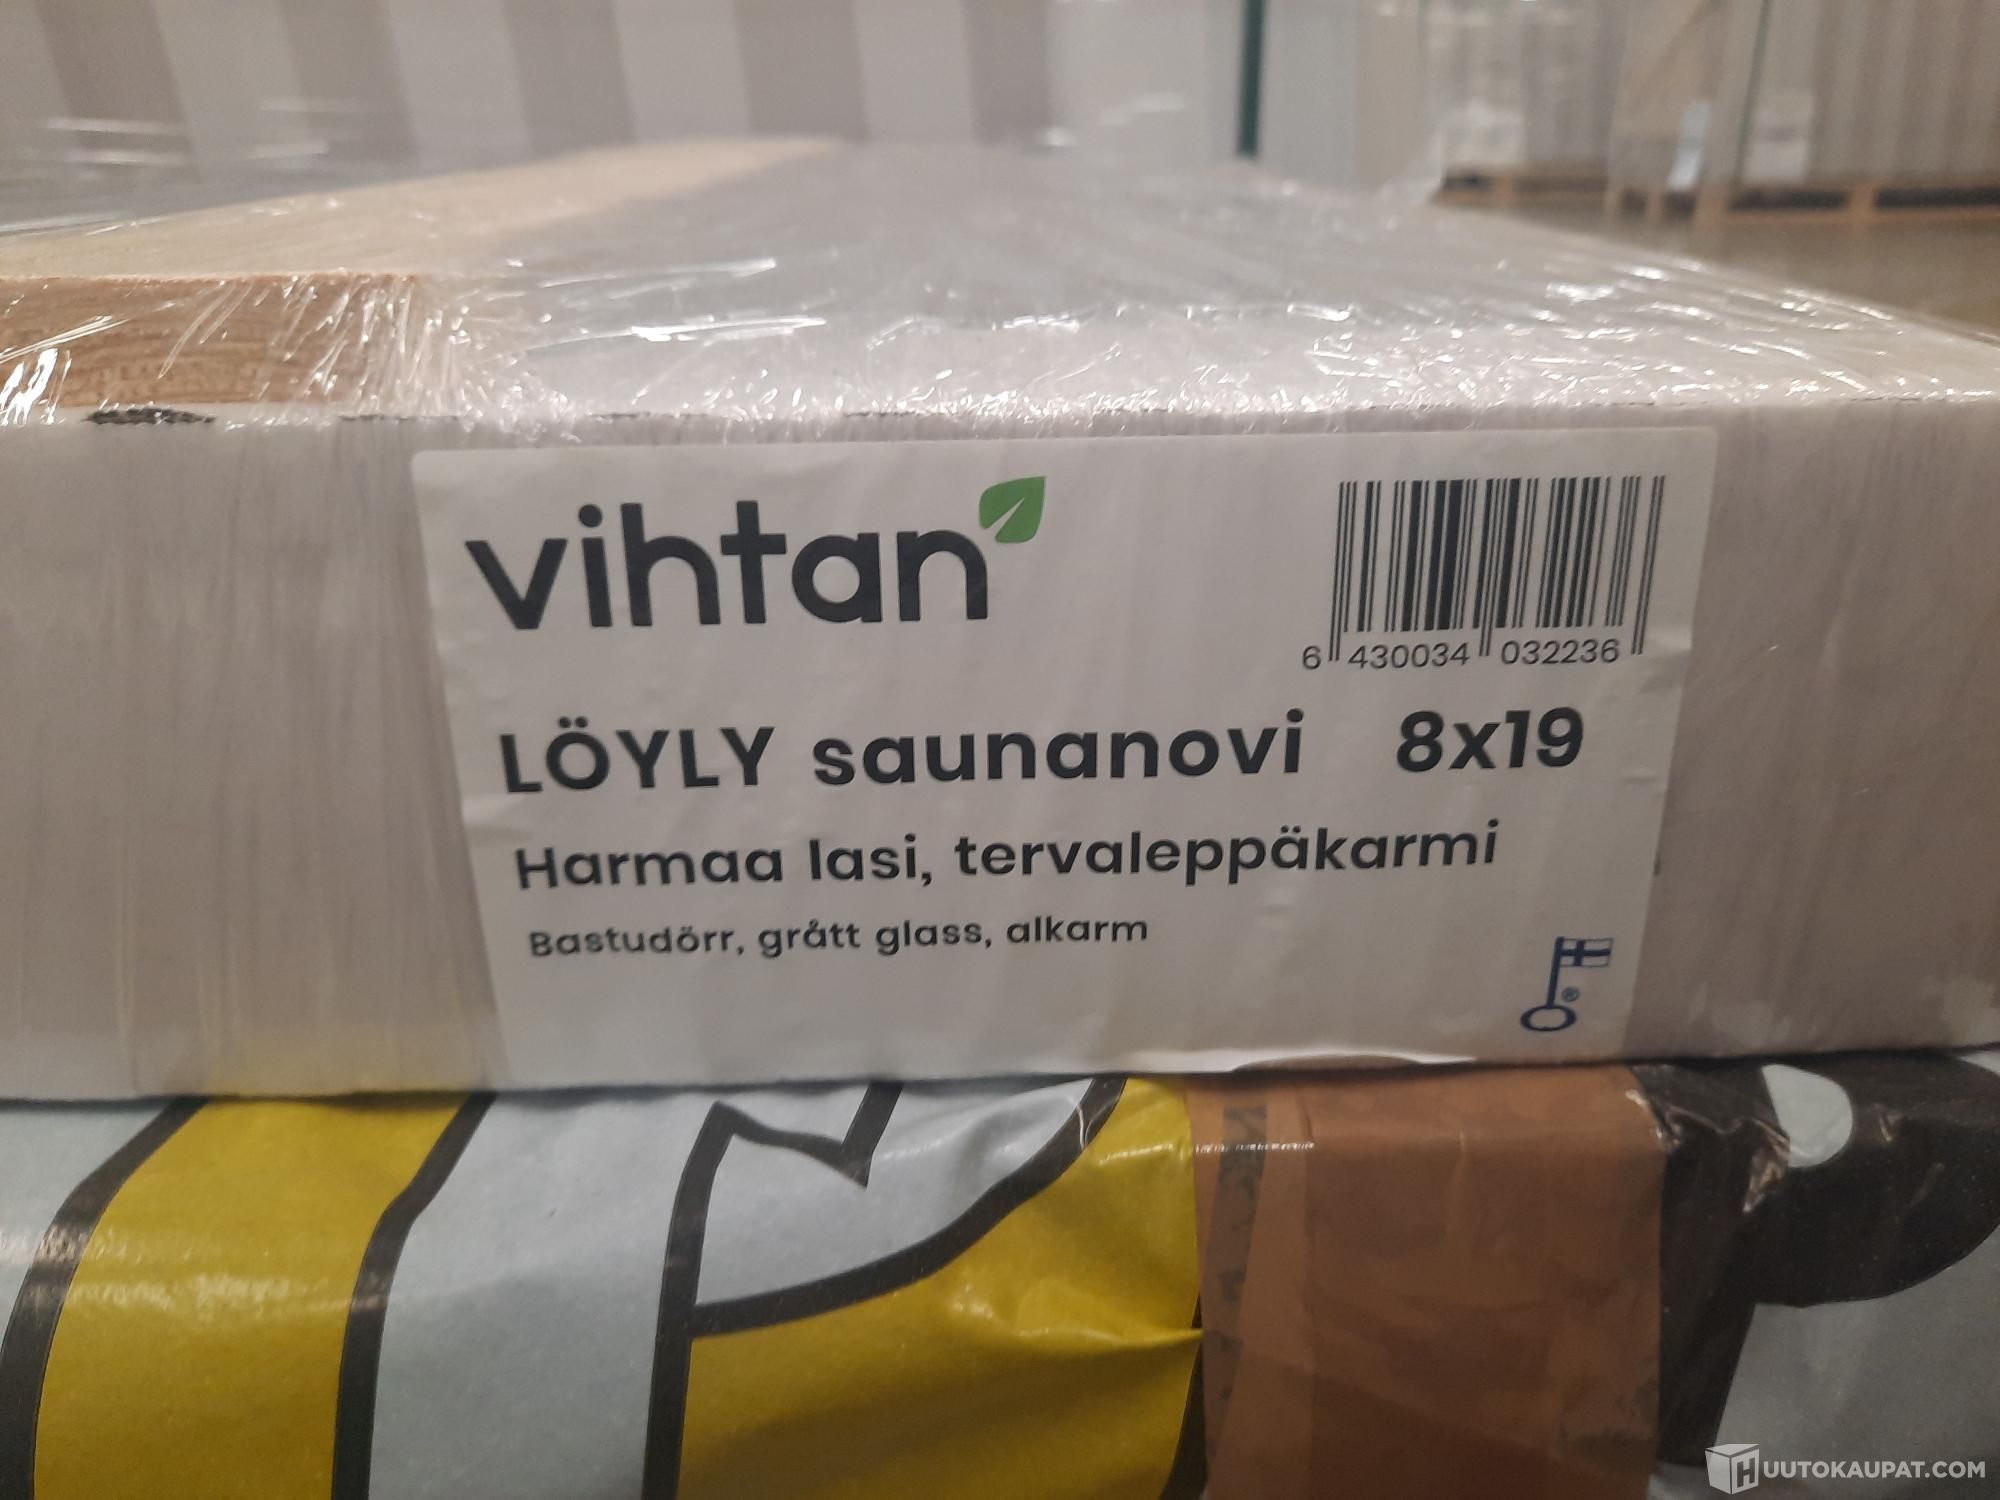 vihtan
6 430034 032236
LÖYLY saunanovi 8x19
Harmaa lasi, tervaleppäkarmi
Bastudörr, grått glass, alkarm
®
HUUTOKAUPAT.COM